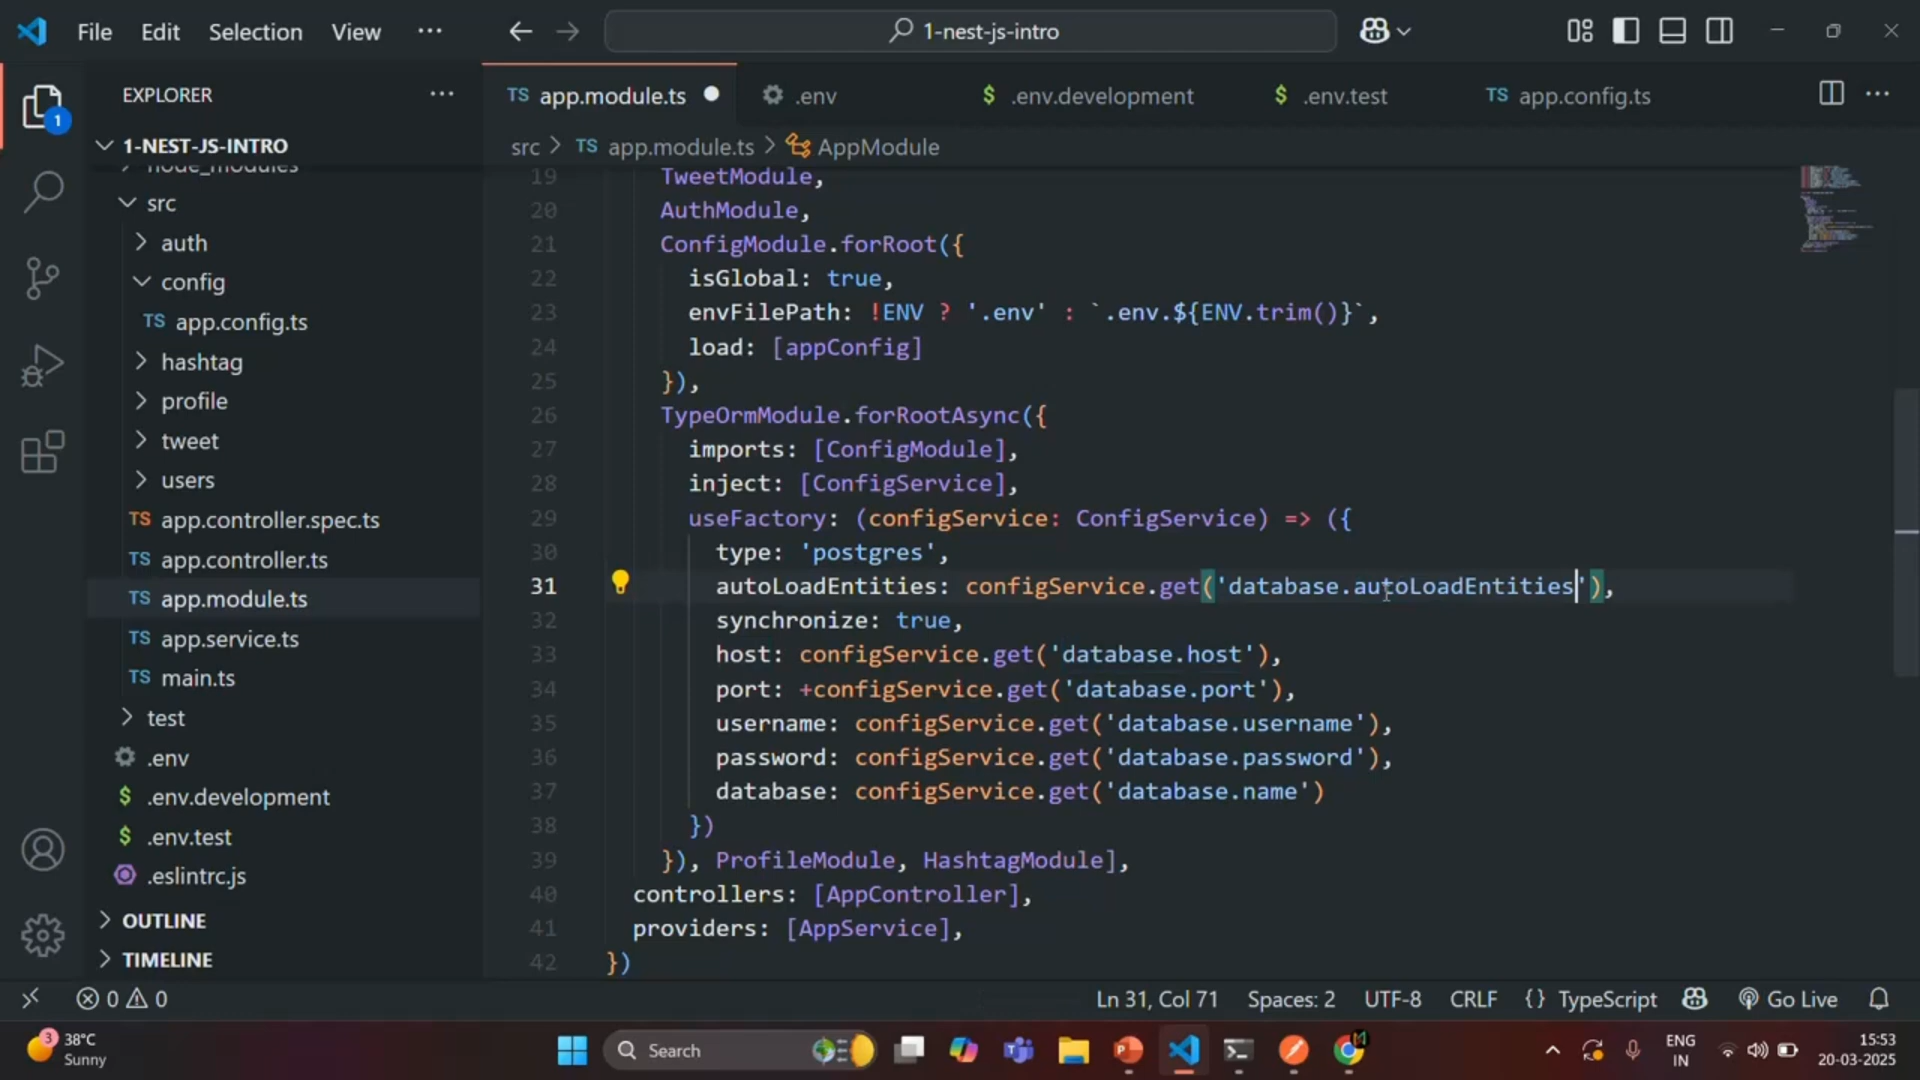 File Edit Selection View ··· 1-nest-js-intro
EXPLORER ···
1
1-NEST-JS-INTRO
node_modules
src
auth
config
TS app.config.ts
hashtag
profile
tweet
users
TS app.controller.spec.ts
TS app.controller.ts
TS app.module.ts
TS app.service.ts
TS main.ts
test
.env
$ .env.development
$ .env.test
.eslintrc.js
OUTLINE
TIMELINE
TS app.module.ts .env $ .env.development $ .env.test TS app.config.ts ···
src > TS app.module.ts > AppModule
19 TweetModule,
20 AuthModule,
21 ConfigModule.forRoot({
22 isGlobal: true,
23 envFilePath: !ENV ? '.env' : `.env.${ENV.trim()}`,
24 load: [appConfig]
25 }),
26 TypeOrmModule.forRootAsync({
27 imports: [ConfigModule],
28 inject: [ConfigService],
29 useFactory: (configService: ConfigService) => ({
30 type: 'postgres',
31 autoLoadEntities: configService.get('database.autoLoadEntities'),
32 synchronize: true,
33 host: configService.get('database.host'),
34 port: +configService.get('database.port'),
35 username: configService.get('database.username'),
36 password: configService.get('database.password'),
37 database: configService.get('database.name')
38 })
39 }), ProfileModule, HashtagModule],
40 controllers: [AppController],
41 providers: [AppService],
42 })
0 0 Ln 31, Col 71 Spaces: 2 UTF-8 CRLF {} TypeScript Go Live
3 38°C
Sunny
Search
ENG
IN
15:53
20-03-2025